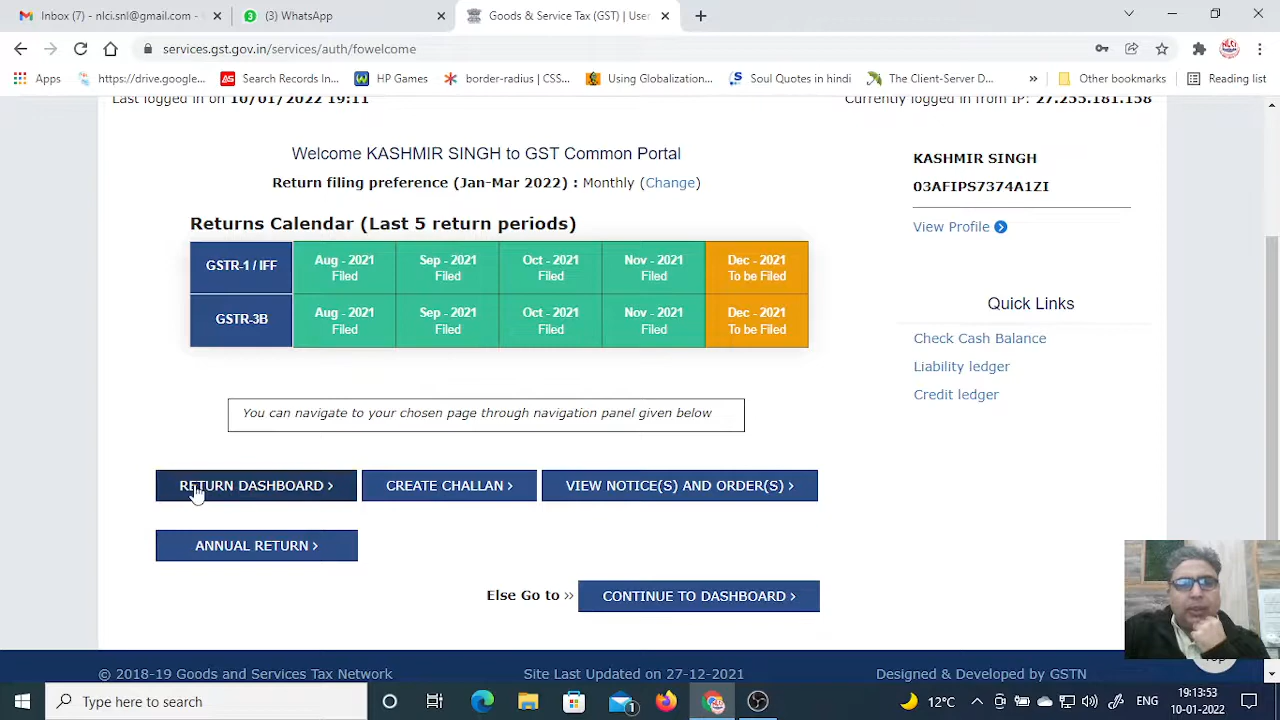 Inbox (7) - nlci.snl@gmail.com -
(3) WhatsApp
Goods & Service Tax (GST) | User
services.gst.gov.in/services/auth/fowelcome
Apps
https://drive.google...
Search Records In...
HP Games
border-radius | CSS...
Using Globalization...
Soul Quotes in hindi
The Client-Server D...
»
Other bookmarks
Reading list
Last logged in on 10/01/2022 19:11
Currently logged in from IP: 27.255.181.158
Welcome KASHMIR SINGH to GST Common Portal
Return filing preference (Jan-Mar 2022) : Monthly (Change)
KASHMIR SINGH
03AFIPS7374A1ZI
View Profile
Returns Calendar (Last 5 return periods)
GSTR-1 / IFF
Aug - 2021
Filed
Sep - 2021
Filed
Oct - 2021
Filed
Nov - 2021
Filed
Dec - 2021
To be Filed
GSTR-3B
Aug - 2021
Filed
Sep - 2021
Filed
Oct - 2021
Filed
Nov - 2021
Filed
Dec - 2021
To be Filed
Quick Links
Check Cash Balance
Liability ledger
Credit ledger
You can navigate to your chosen page through navigation panel given below
RETURN DASHBOARD >
CREATE CHALLAN >
VIEW NOTICE(S) AND ORDER(S) >
ANNUAL RETURN >
Else Go to »
CONTINUE TO DASHBOARD >
© 2018-19 Goods and Services Tax Network
Site Last Updated on 27-12-2021
Designed & Developed by GSTN
Type here to search
1
12°C
ENG
19:13:53
10-01-2022